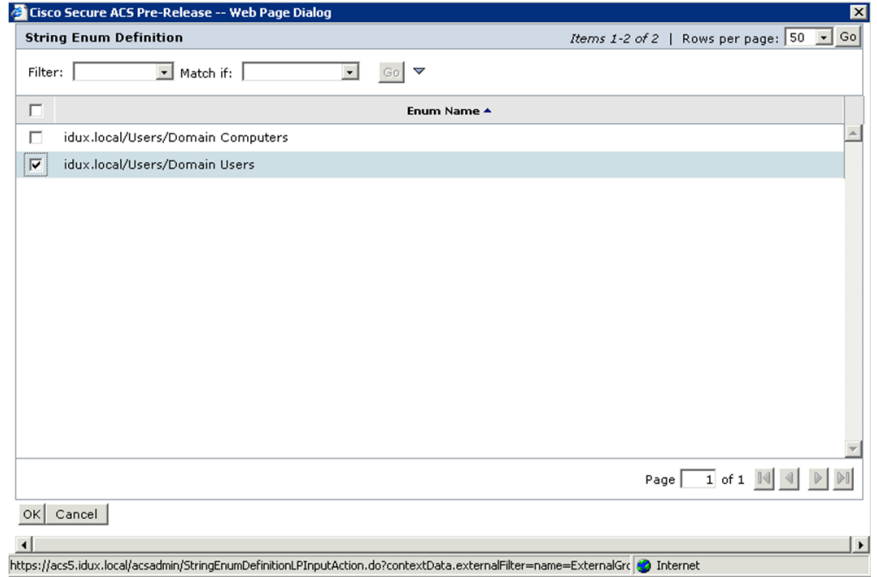 Cisco Secure ACS Pre-Release -- Web Page Dialog
String Enum Definition Items 1-2 of 2 | Rows per page: 50 Go
Filter: Match if: Go
Enum Name
idux.local/Users/Domain Computers
idux.local/Users/Domain Users
Page 1 of 1
OK Cancel
https://acs5.idux.local/acsadmin/StringEnumDefinitionLPInputAction.do?contextData.externalFilter=name=ExternalGrc Internet